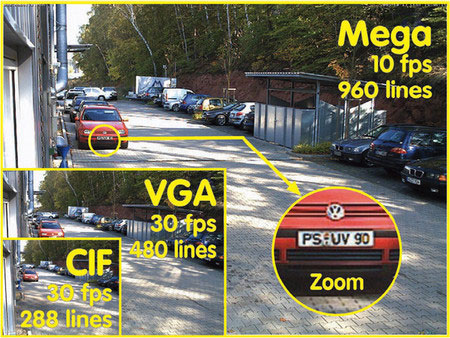 Mega
10 fps
960 lines
VGA
30 fps
480 lines
CIF
30 fps
288 lines
PS UV 90
Zoom